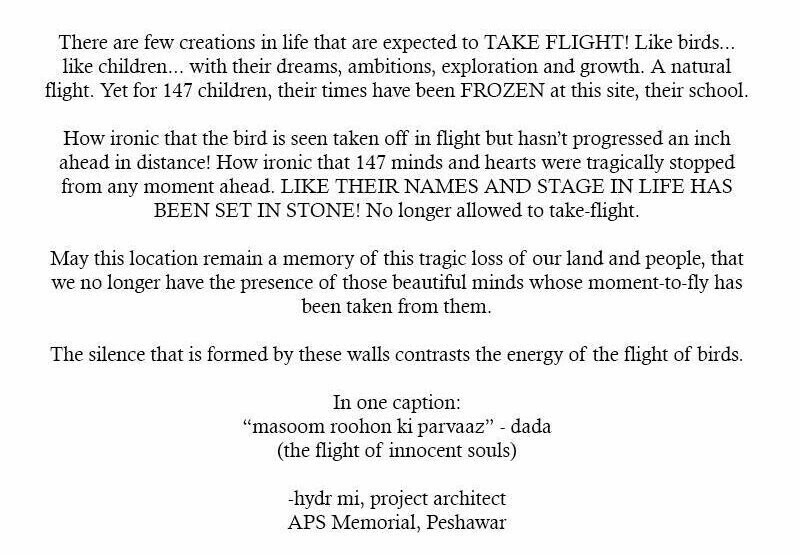 There are few creations in life that are expected to TAKE FLIGHT! Like birds...
like children... with their dreams, ambitions, exploration and growth. A natural
flight. Yet for 147 children, their times have been FROZEN at this site, their school.
How ironic that the bird is seen taken off in flight but hasn’t progressed an inch
ahead in distance! How ironic that 147 minds and hearts were tragically stopped
from any moment ahead. LIKE THEIR NAMES AND STAGE IN LIFE HAS
BEEN SET IN STONE! No longer allowed to take-flight.
May this location remain a memory of this tragic loss of our land and people, that
we no longer have the presence of those beautiful minds whose moment-to-fly has
been taken from them.
The silence that is formed by these walls contrasts the energy of the flight of birds.
In one caption:
“masoom roohon ki parvaaz” - dada
(the flight of innocent souls)
-hydr mi, project architect
APS Memorial, Peshawar